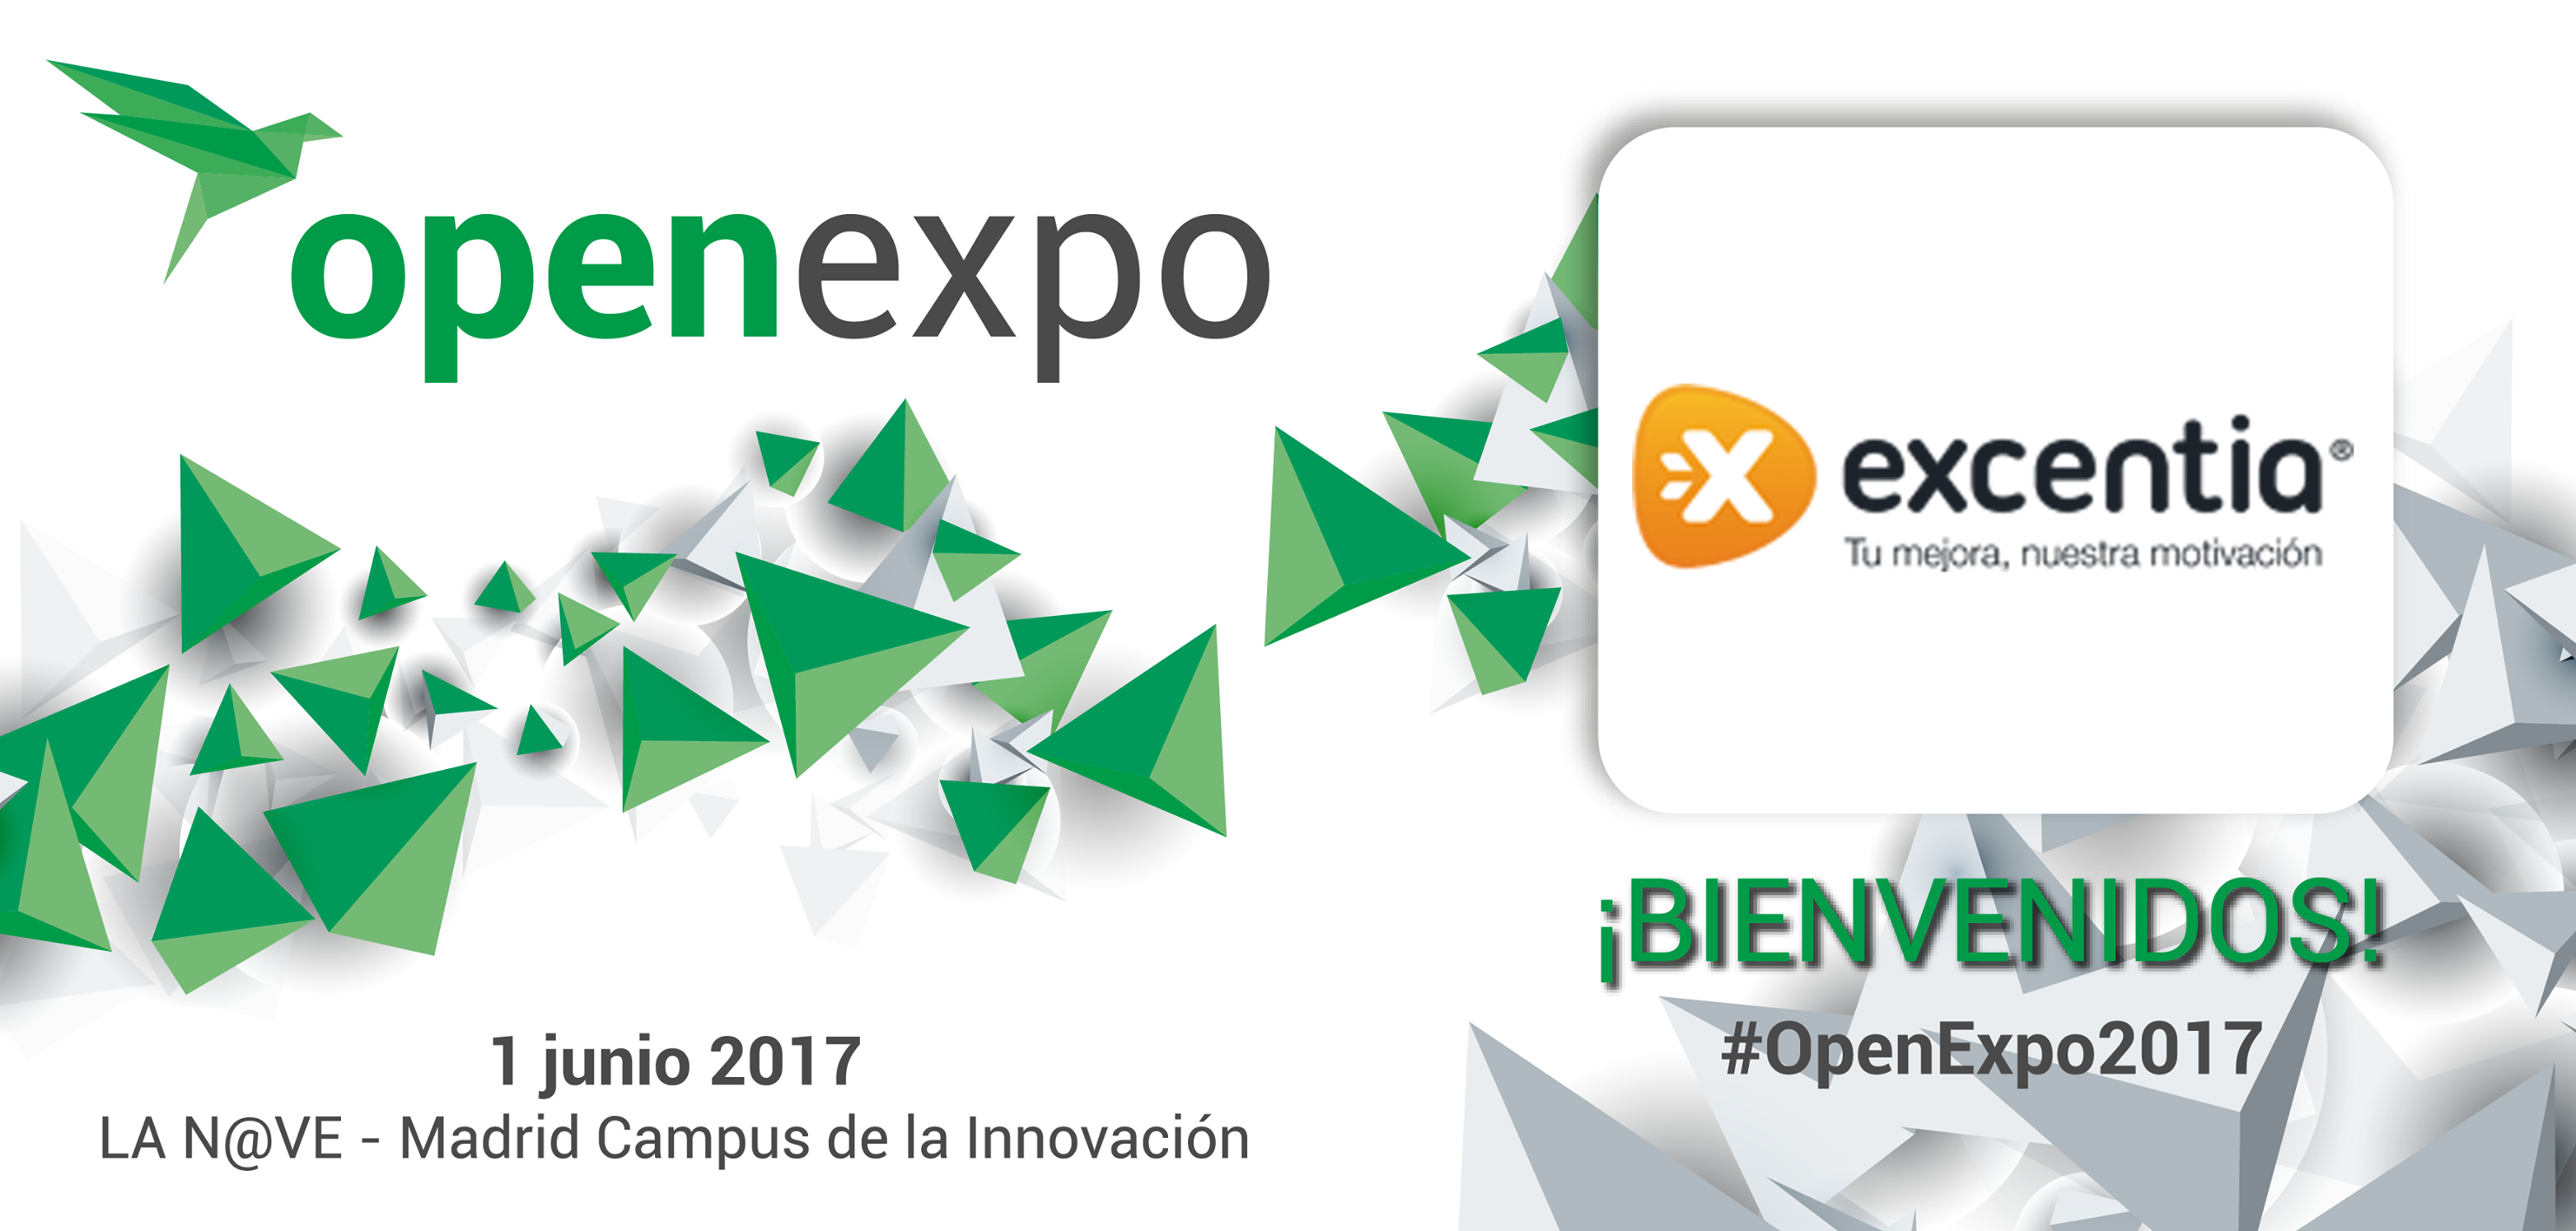 openexpo
1 junio 2017
LA N@VE - Madrid Campus de la Innovación
excentia®
Tu mejora, nuestra motivación
¡BIENVENIDOS!
#OpenExpo2017